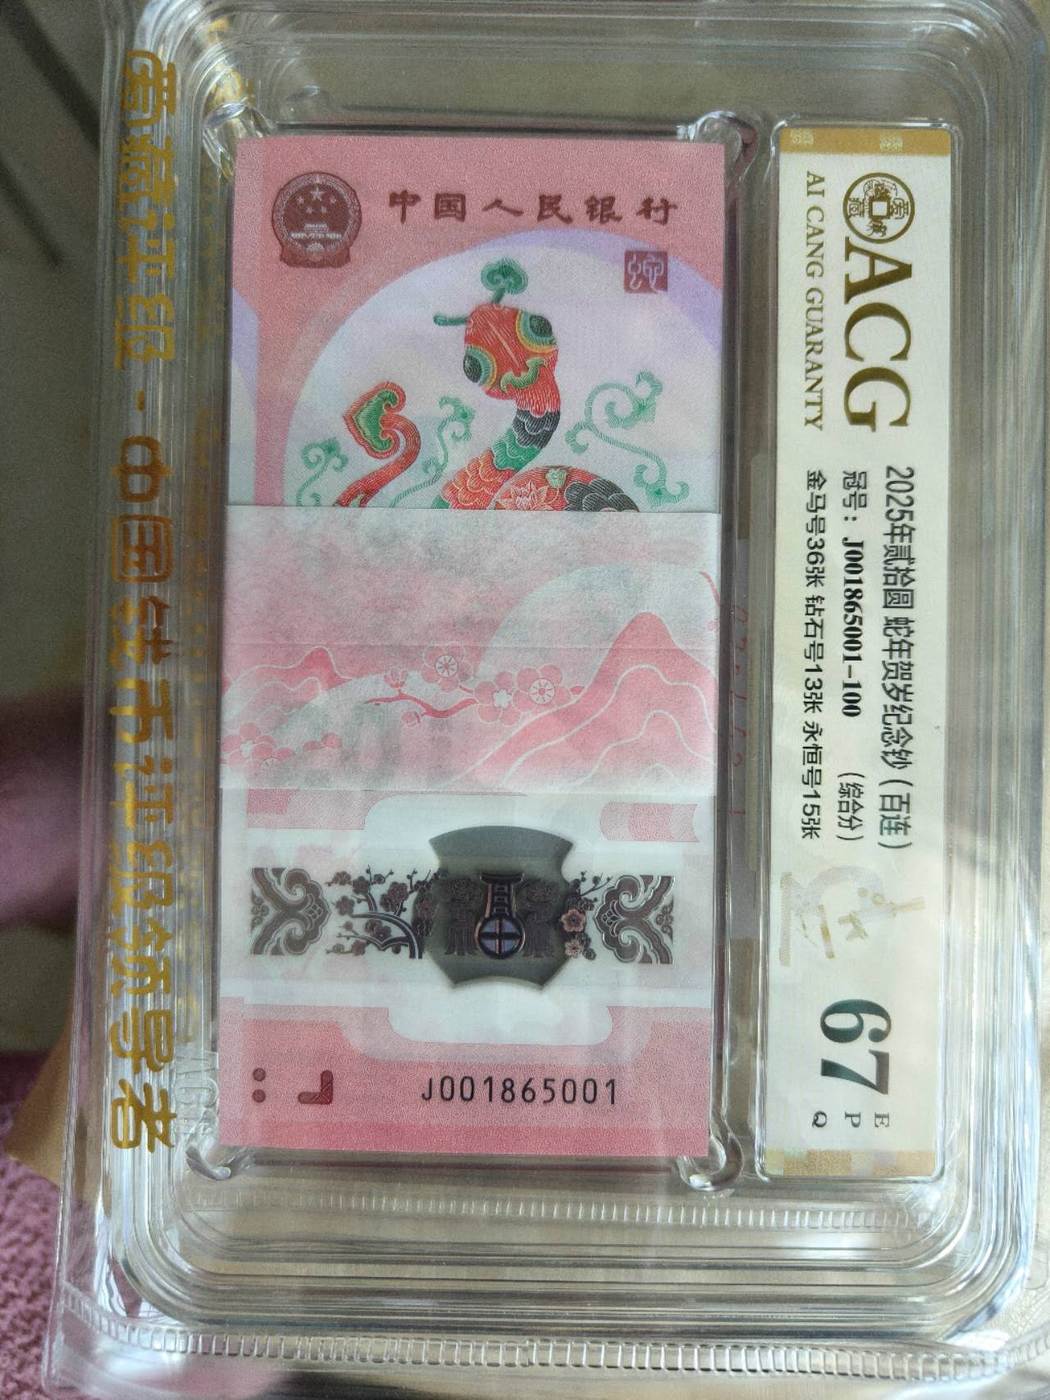 中国人民银行
J001865001
ACG
AI CANG GUARANTY
2025年贰拾圆 蛇年贺岁纪念钞（百连）
冠号：J001865001-100 （综合分）
金马号36张 钻石号13张 永恒号15张
67
E
P
Q
爱藏评级-中国钱币评级领导者